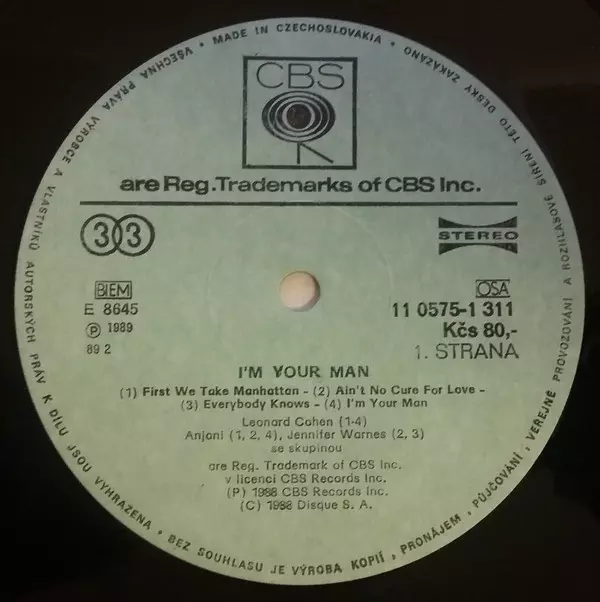 MADE IN CZECHOSLOVAKIA • DESKY ZAKÁZÁNO
VŠECHNA PRÁVA VÝROBCE A VLASTNÍKŮ AUTORSKÝCH PRÁV K DÍLU JSOU VYHRAZENA • BEZ SOUHLASU JE VÝROBA KOPIÍ, PRONÁJEM, PŮJČOVÁNÍ, VEŘEJNÉ PROVOZOVÁNÍ A ROZHLASOVÉ ŠÍŘENÍ TÉTO
CBS
are Reg.Trademarks of CBS Inc.
33
STEREO
BIEM
OSA
E 8645
11 0575-1 311
Ⓟ 1989
Kčs 80,-
89 2
1. STRANA
I'M YOUR MAN
(1) First We Take Manhattan - (2) Ain't No Cure For Love -
(3) Everybody Knows - (4) I'm Your Man
Leonard Cohen (1-4)
Anjani (1, 2, 4), Jennifer Warnes (2, 3)
se skupinou
are Reg. Trademark of CBS Inc.
v licenci CBS Records Inc.
(P) 1988 CBS Records Inc.
(C) 1988 Disque S. A.